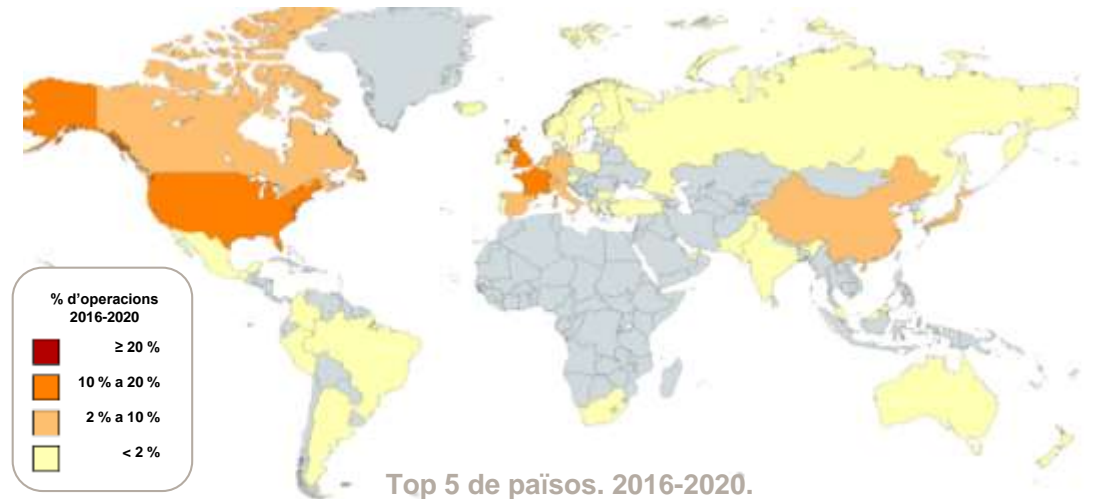 % d’operacions
2016-2020
≥ 20 %
10 % a 20 %
2 % a 10 %
< 2 %
Top 5 de països. 2016-2020.